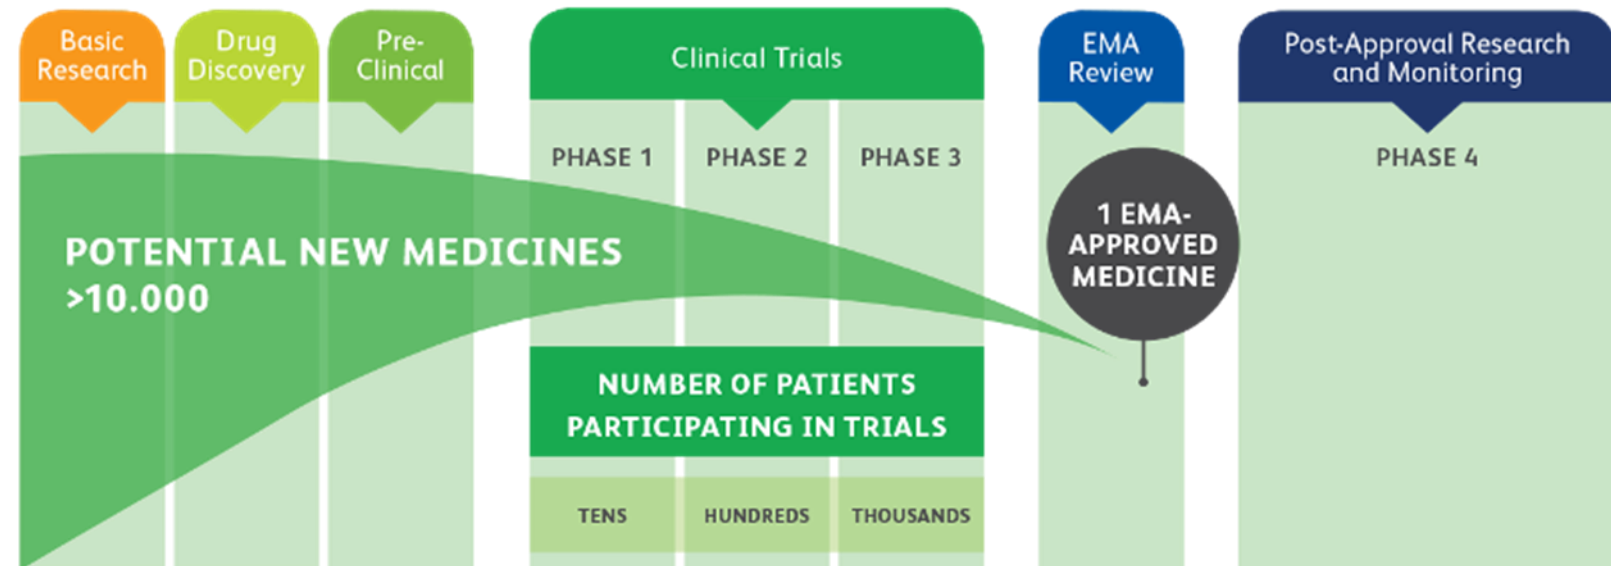 Basic
Research
Drug
Discovery
Pre-
Clinical
Clinical Trials
EMA
Review
Post-Approval Research
and Monitoring
PHASE 1
PHASE 2
PHASE 3
PHASE 4
POTENTIAL NEW MEDICINES
>10.000
1 EMA-
APPROVED
MEDICINE
NUMBER OF PATIENTS
PARTICIPATING IN TRIALS
TENS
HUNDREDS
THOUSANDS